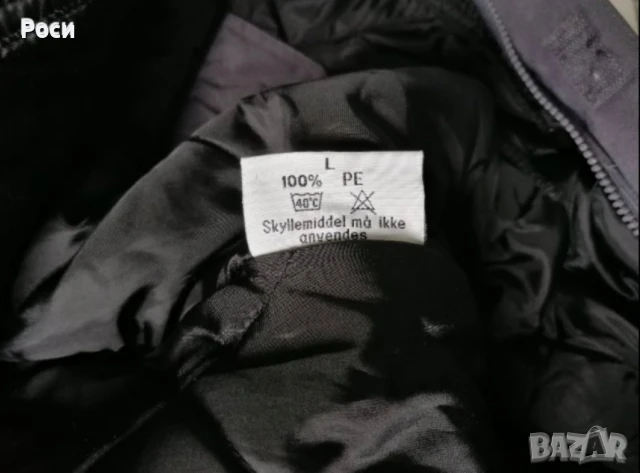 Роси
L
100% PE
40°C
Skyllemiddel må ikke
anvendes
BAZAR